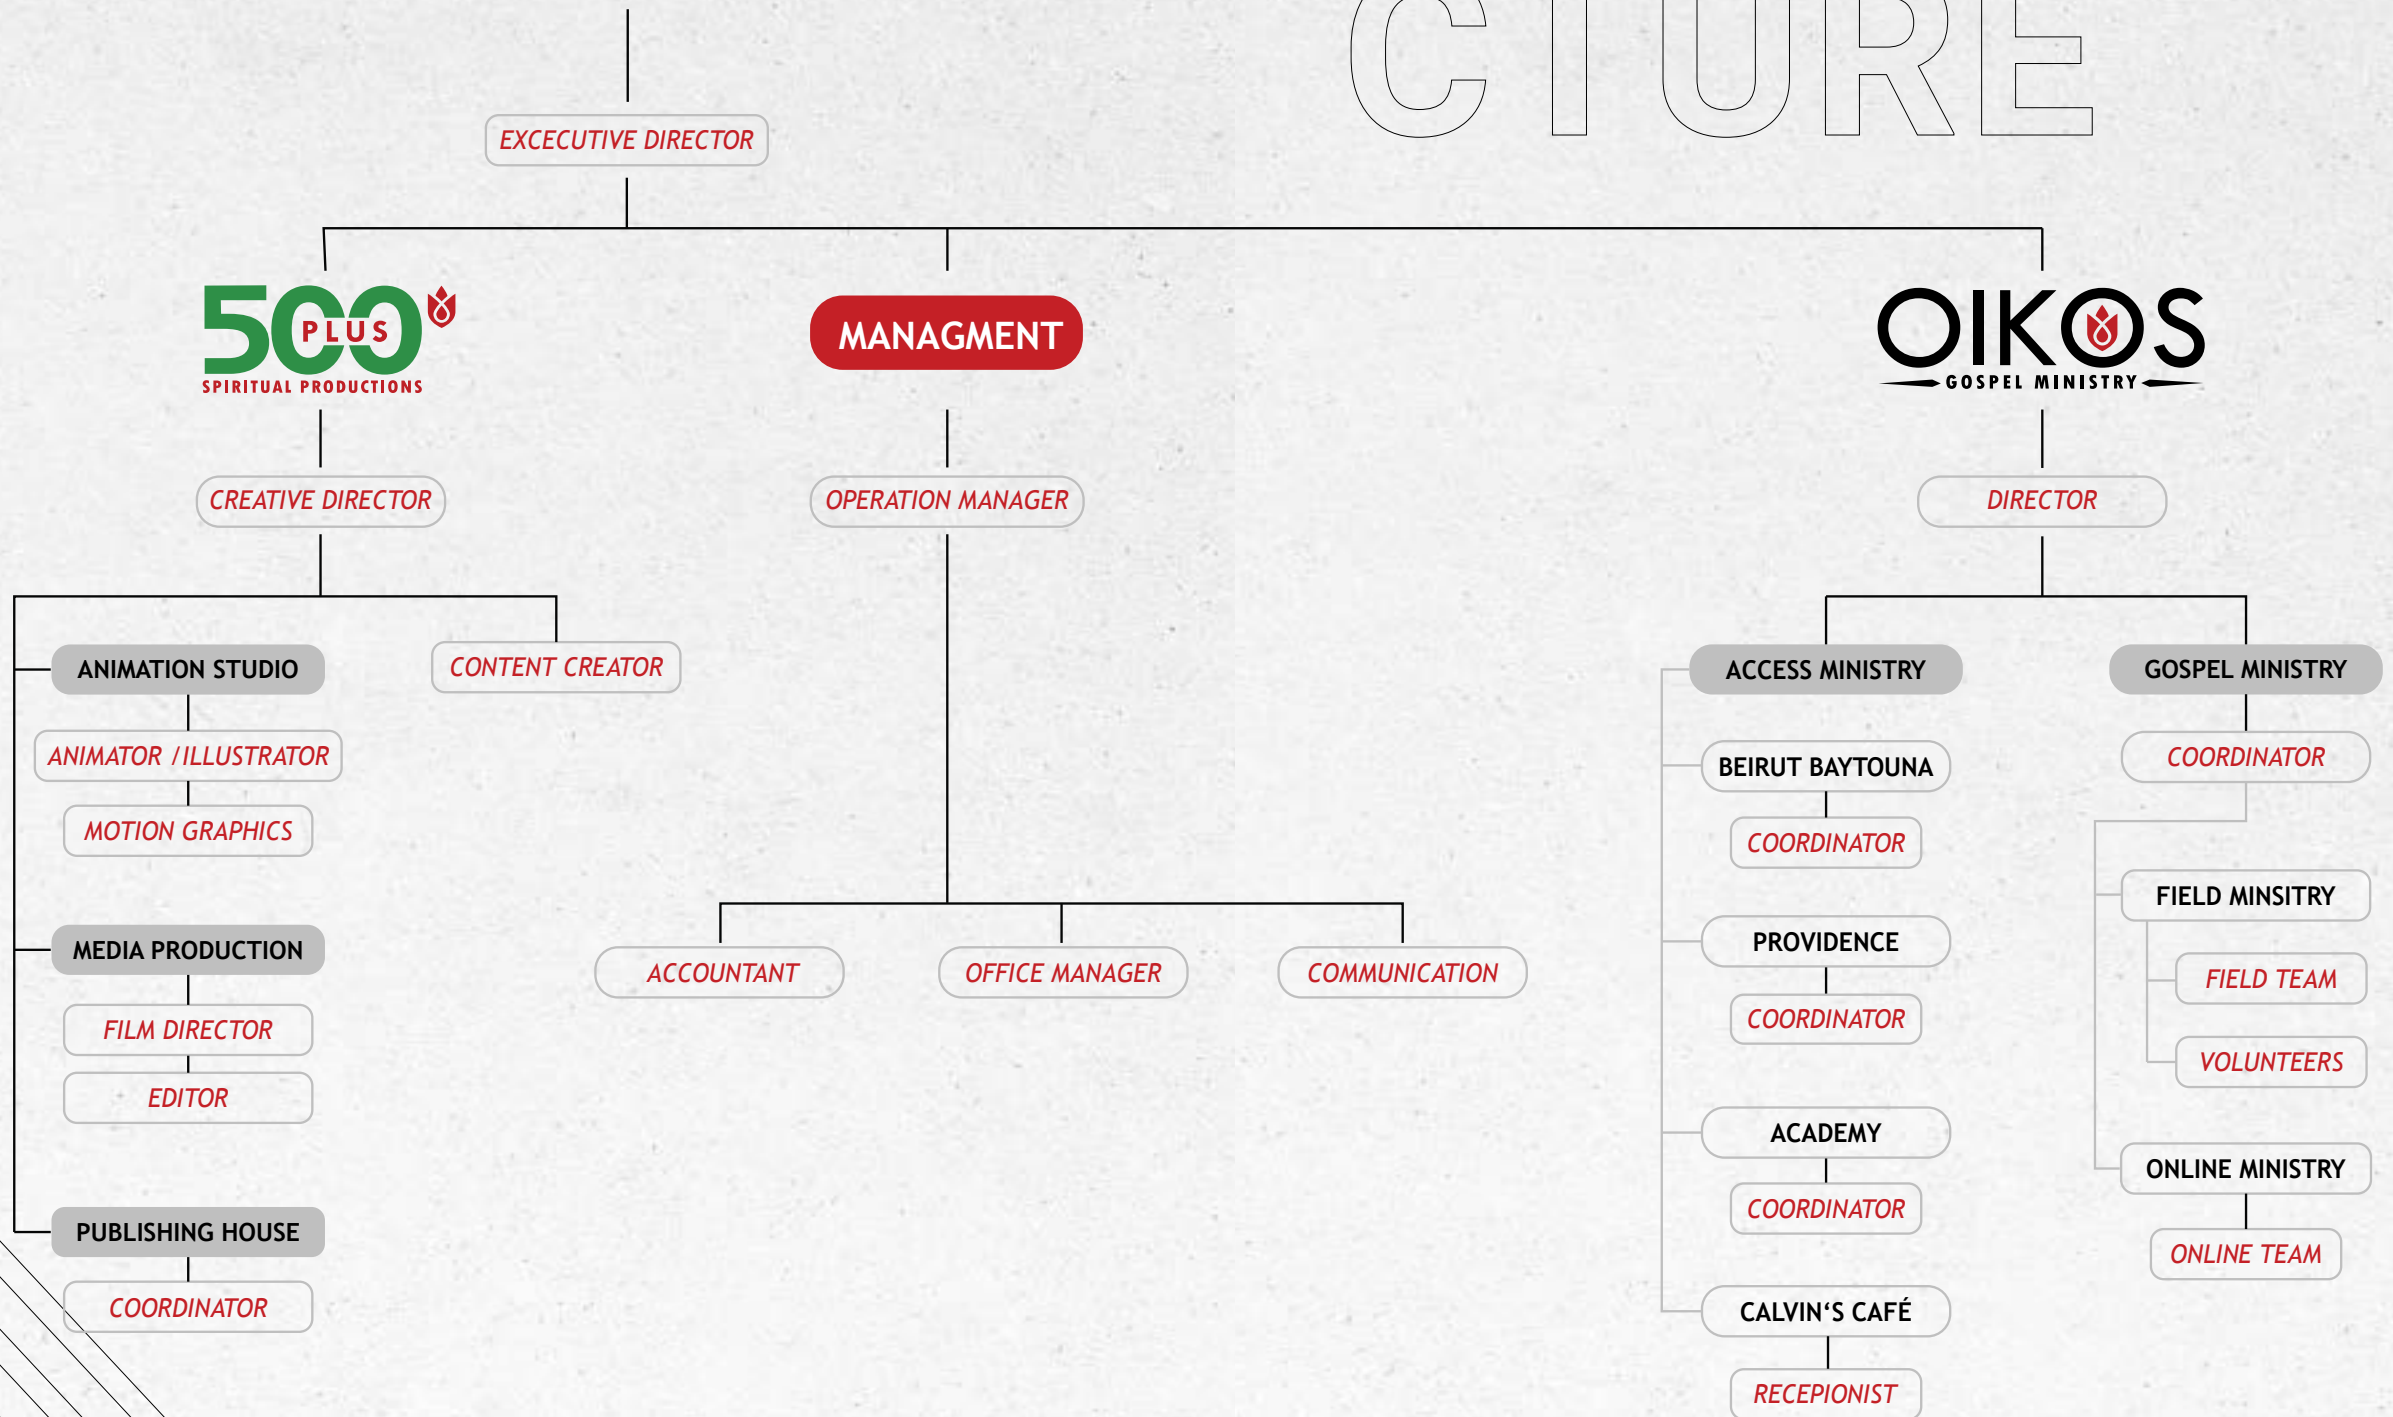 CTURE
EXCECUTIVE DIRECTOR
500
PLUS
SPIRITUAL PRODUCTIONS
MANAGMENT
OIKOS
GOSPEL MINISTRY
CREATIVE DIRECTOR
OPERATION MANAGER
DIRECTOR
ANIMATION STUDIO
CONTENT CREATOR
ANIMATOR /ILLUSTRATOR
MOTION GRAPHICS
MEDIA PRODUCTION
FILM DIRECTOR
EDITOR
PUBLISHING HOUSE
COORDINATOR
ACCOUNTANT
OFFICE MANAGER
COMMUNICATION
ACCESS MINISTRY
BEIRUT BAYTOUNA
COORDINATOR
PROVIDENCE
COORDINATOR
ACADEMY
COORDINATOR
CALVIN‘S CAFÉ
RECEPIONIST
GOSPEL MINISTRY
COORDINATOR
FIELD MINSITRY
FIELD TEAM
VOLUNTEERS
ONLINE MINISTRY
ONLINE TEAM